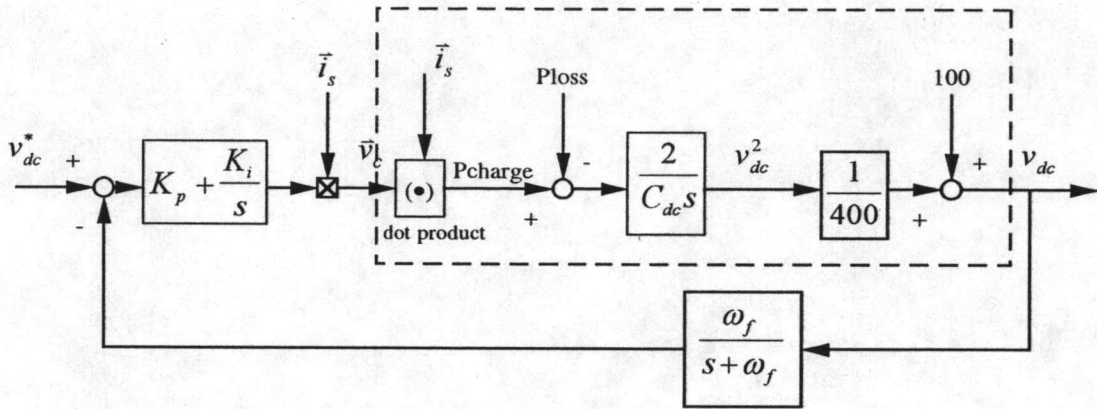 v*dc
+
-
Kp + Ki/s
i⃗s
v⃗c
i⃗s
(•)
dot product
Pcharge
+
Ploss
-
2/Cdc s
v²dc
1/400
+
100
+
vdc
ωf/s+ωf